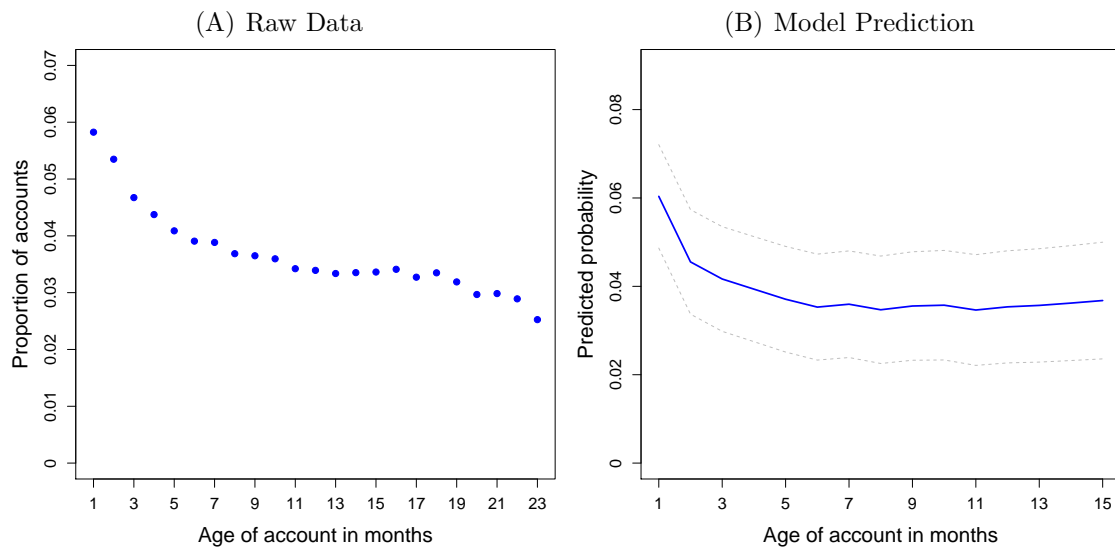 (A) Raw Data
Proportion of accounts
0.07
0.06
0.05
0.04
0.03
0.02
0.01
0
1 3 5 7 9 11 13 15 17 19 21 23
Age of account in months
(B) Model Prediction
Predicted probability
0.08
0.06
0.04
0.02
0
1 3 5 7 9 11 13 15
Age of account in months